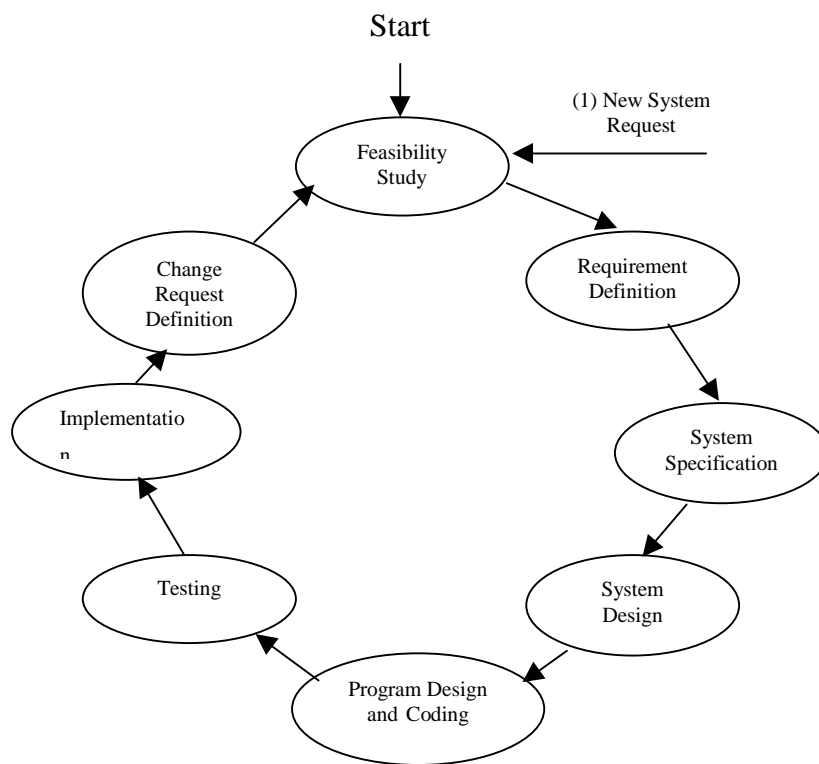 Start
(1) New System
Request
Feasibility
Study
Requirement
Definition
System
Specification
System
Design
Program Design
and Coding
Testing
Implementatio
n
Change
Request
Definition